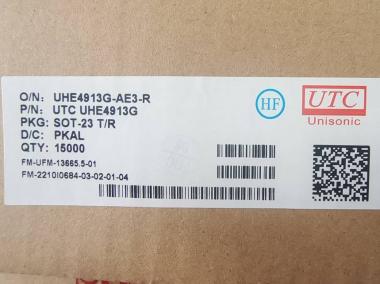 O/N: UHE4913G-AE3-R
P/N: UTC UHE4913G
PKG: SOT-23 T/R
D/C: PKAL
QTY: 15000
FM-UFM-13665.5-01
FM-2210I0684-03-02-01-04
HF
UTC
Unisonic